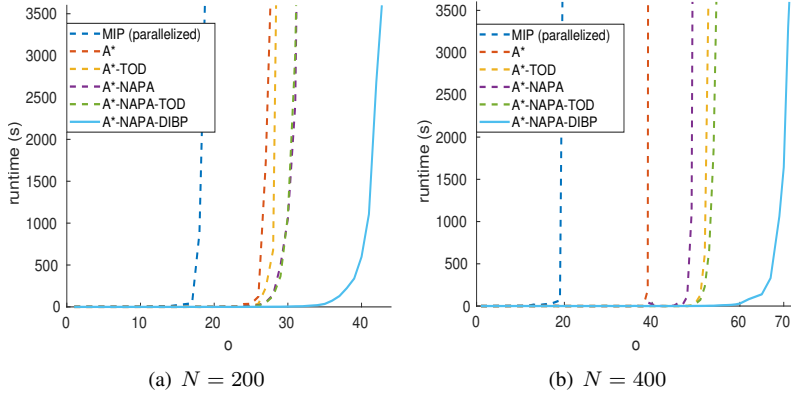 3500
3000
2500
2000
1500
1000
500
0
runtime (s)
MIP (parallelized)
A*
A*-TOD
A*-NAPA
A*-NAPA-TOD
A*-NAPA-DIBP
0 10 20 30 40
o
(a) N = 200
3500
3000
2500
2000
1500
1000
500
0
runtime (s)
MIP (parallelized)
A*
A*-TOD
A*-NAPA
A*-NAPA-TOD
A*-NAPA-DIBP
0 20 40 60 70
o
(b) N = 400